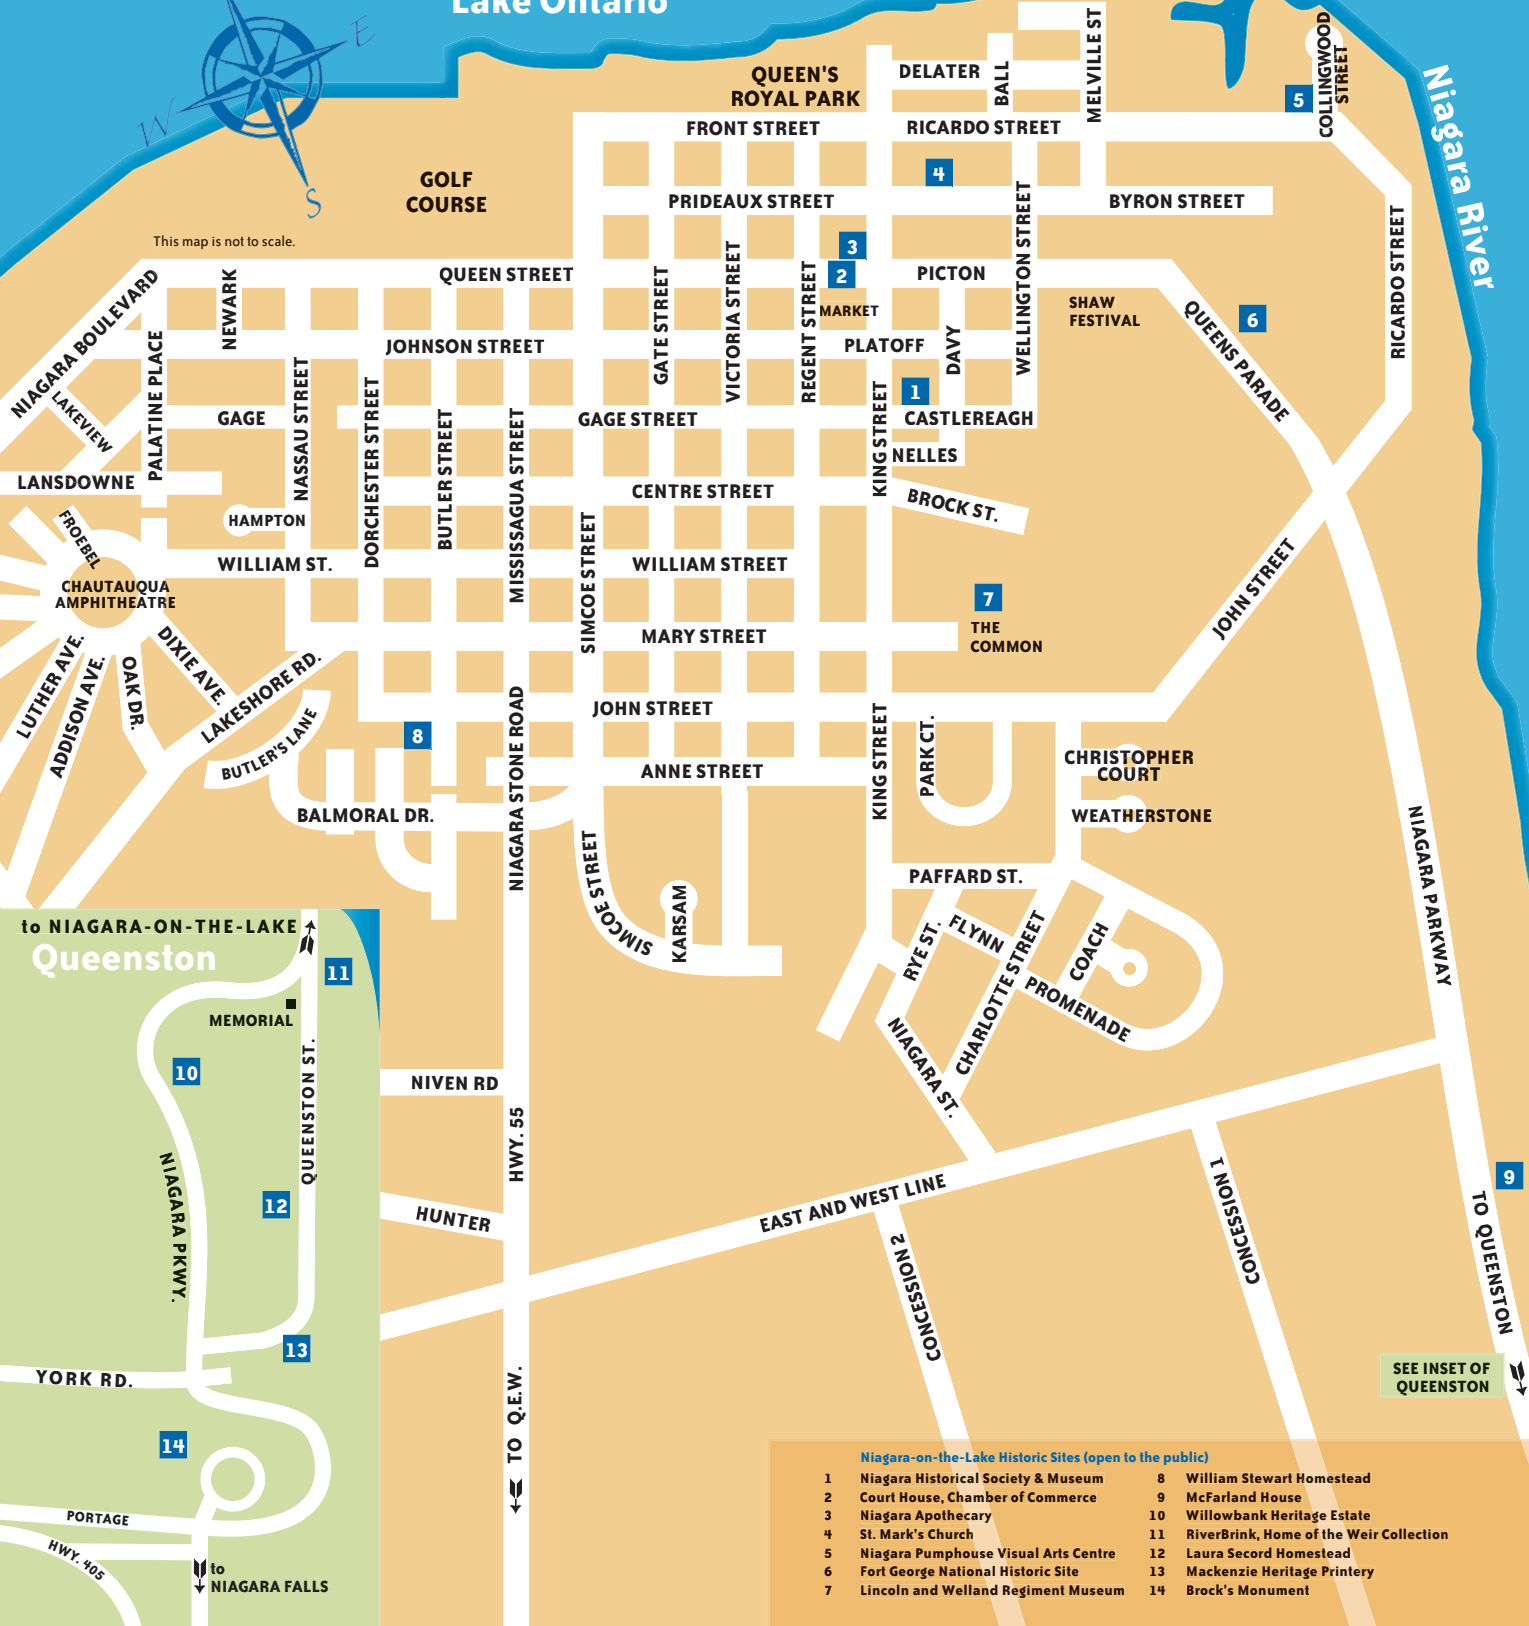 Lake Ontario
E
W
S
Niagara River
QUEEN'S
ROYAL PARK
DELATER
BALL
MELVILLE ST
COLLINGWOOD
STREET
5
FRONT STREET
RICARDO STREET
4
GOLF
COURSE
PRIDEAUX STREET
BYRON STREET
WELLINGTON STREET
RICARDO STREET
This map is not to scale.
3
2
QUEEN STREET
PICTON
NIAGARA BOULEVARD
NEWARK
GATE STREET
VICTORIA STREET
REGENT STREET
MARKET
SHAW
FESTIVAL
6
QUEENS PARADE
JOHNSON STREET
PLATOFF
DAVY
PALATINE PLACE
NASSAU STREET
DORCHESTER STREET
LAKEVIEW
1
GAGE
GAGE STREET
KING STREET
CASTLEREAGH
BUTLER STREET
MISSISSAGUA STREET
NELLES
LANSDOWNE
CENTRE STREET
BROCK ST.
FROEBEL
HAMPTON
SIMCOE STREET
WILLIAM ST.
WILLIAM STREET
JOHN STREET
CHAUTAUQUA
AMPHITHEATRE
7
THE
COMMON
MARY STREET
LUTHER AVE.
ADDISON AVE.
OAK DR.
DIXIE AVE.
LAKESHORE RD.
BUTLER'S LANE
JOHN STREET
8
NIAGARA STONE ROAD
KING STREET
PARK CT.
CHRISTOPHER
COURT
ANNE STREET
BALMORAL DR.
WEATHERSTONE
NIAGARA PARKWAY
SIMCOE STREET
KARSAM
PAFFARD ST.
RYE ST.
FLYNN
PROMENADE
CHARLOTTE STREET
COACH
NIAGARA ST.
to NIAGARA-ON-THE-LAKE
Queenston
11
MEMORIAL
10
QUEENSTON ST.
NIAGARA PKWY.
12
13
YORK RD.
14
PORTAGE
HWY. 405
to
NIAGARA FALLS
NIVEN RD
HWY. 55
HUNTER
EAST AND WEST LINE
CONCESSION 2
CONCESSION 1
9
TO QUEENSTON
TO Q.E.W.
SEE INSET OF
QUEENSTON
Niagara-on-the-Lake Historic Sites (open to the public)
1 Niagara Historical Society & Museum
2 Court House, Chamber of Commerce
3 Niagara Apothecary
4 St. Mark's Church
5 Niagara Pumphouse Visual Arts Centre
6 Fort George National Historic Site
7 Lincoln and Welland Regiment Museum
8 William Stewart Homestead
9 McFarland House
10 Willowbank Heritage Estate
11 RiverBrink, Home of the Weir Collection
12 Laura Secord Homestead
13 Mackenzie Heritage Printery
14 Brock's Monument